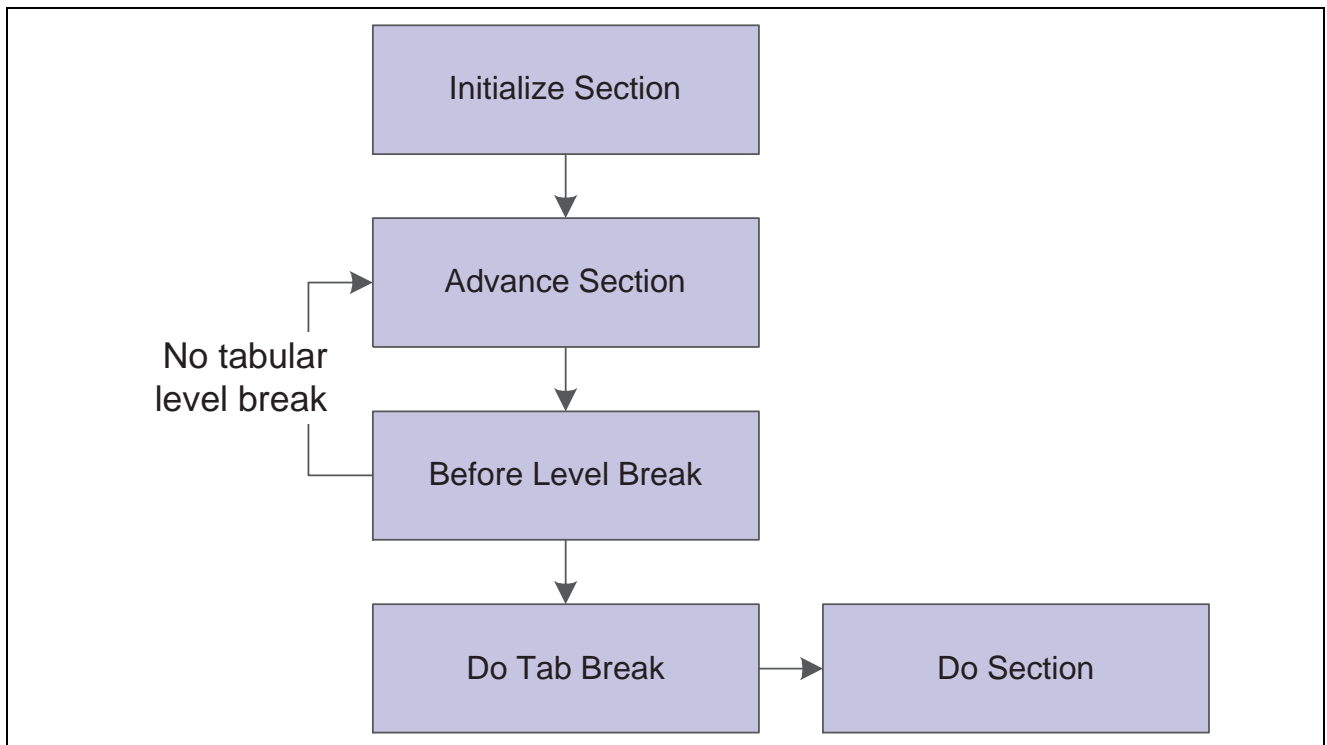 Initialize Section
Advance Section
No tabular
level break
Before Level Break
Do Tab Break
Do Section